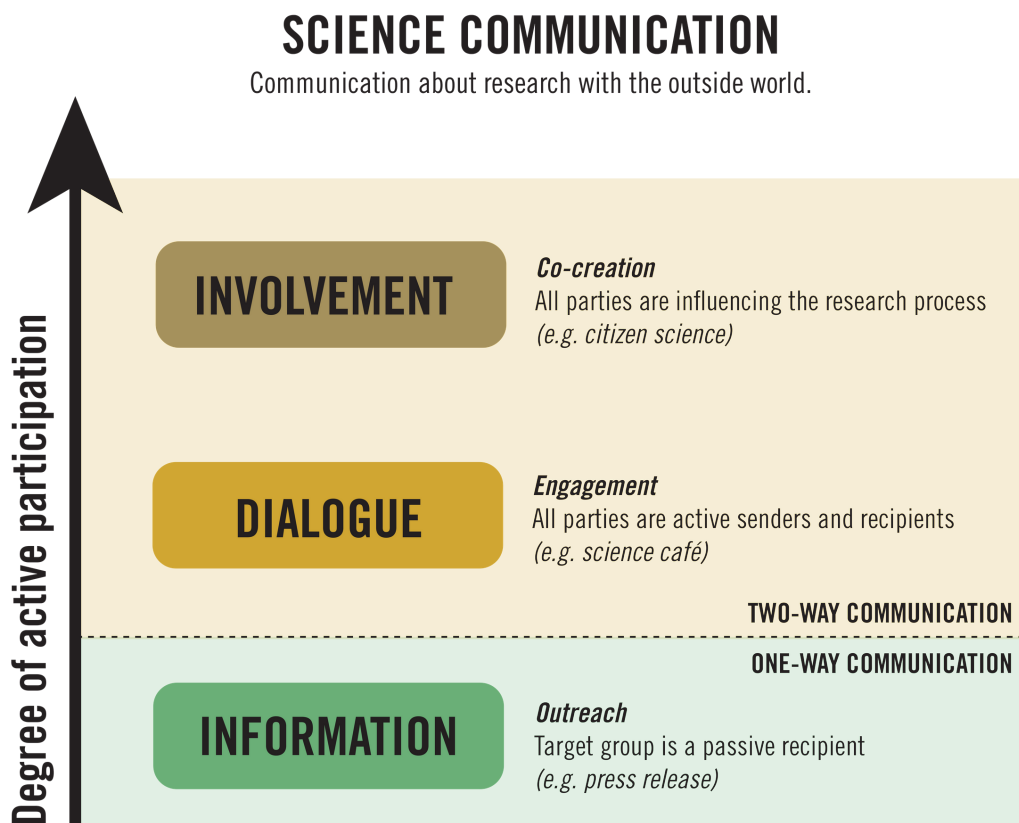 SCIENCE COMMUNICATION
Communication about research with the outside world.
Degree of active participation
INVOLVEMENT
Co-creation
All parties are influencing the research process
(e.g. citizen science)
DIALOGUE
Engagement
All parties are active senders and recipients
(e.g. science café)
TWO-WAY COMMUNICATION
ONE-WAY COMMUNICATION
INFORMATION
Outreach
Target group is a passive recipient
(e.g. press release)